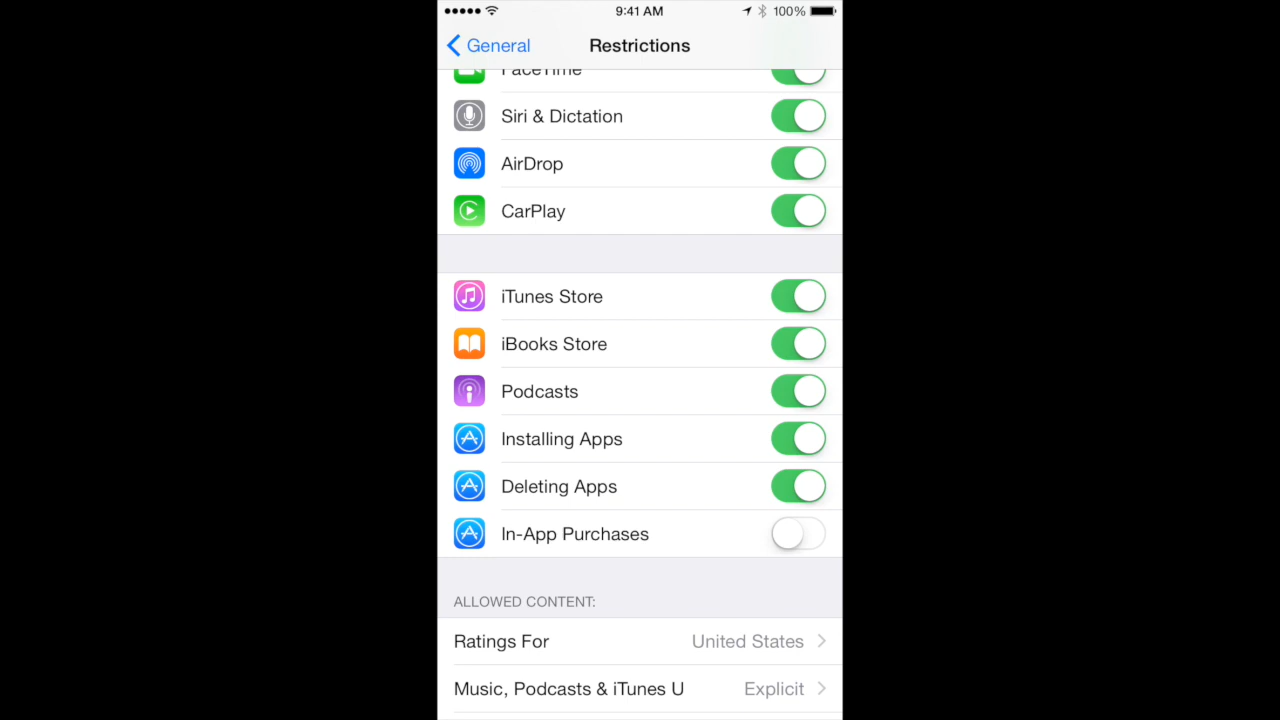 9:41 AM 100%
General Restrictions
FaceTime
Siri & Dictation
AirDrop
CarPlay
iTunes Store
iBooks Store
Podcasts
Installing Apps
Deleting Apps
In-App Purchases
ALLOWED CONTENT:
Ratings For United States
Music, Podcasts & iTunes U Explicit